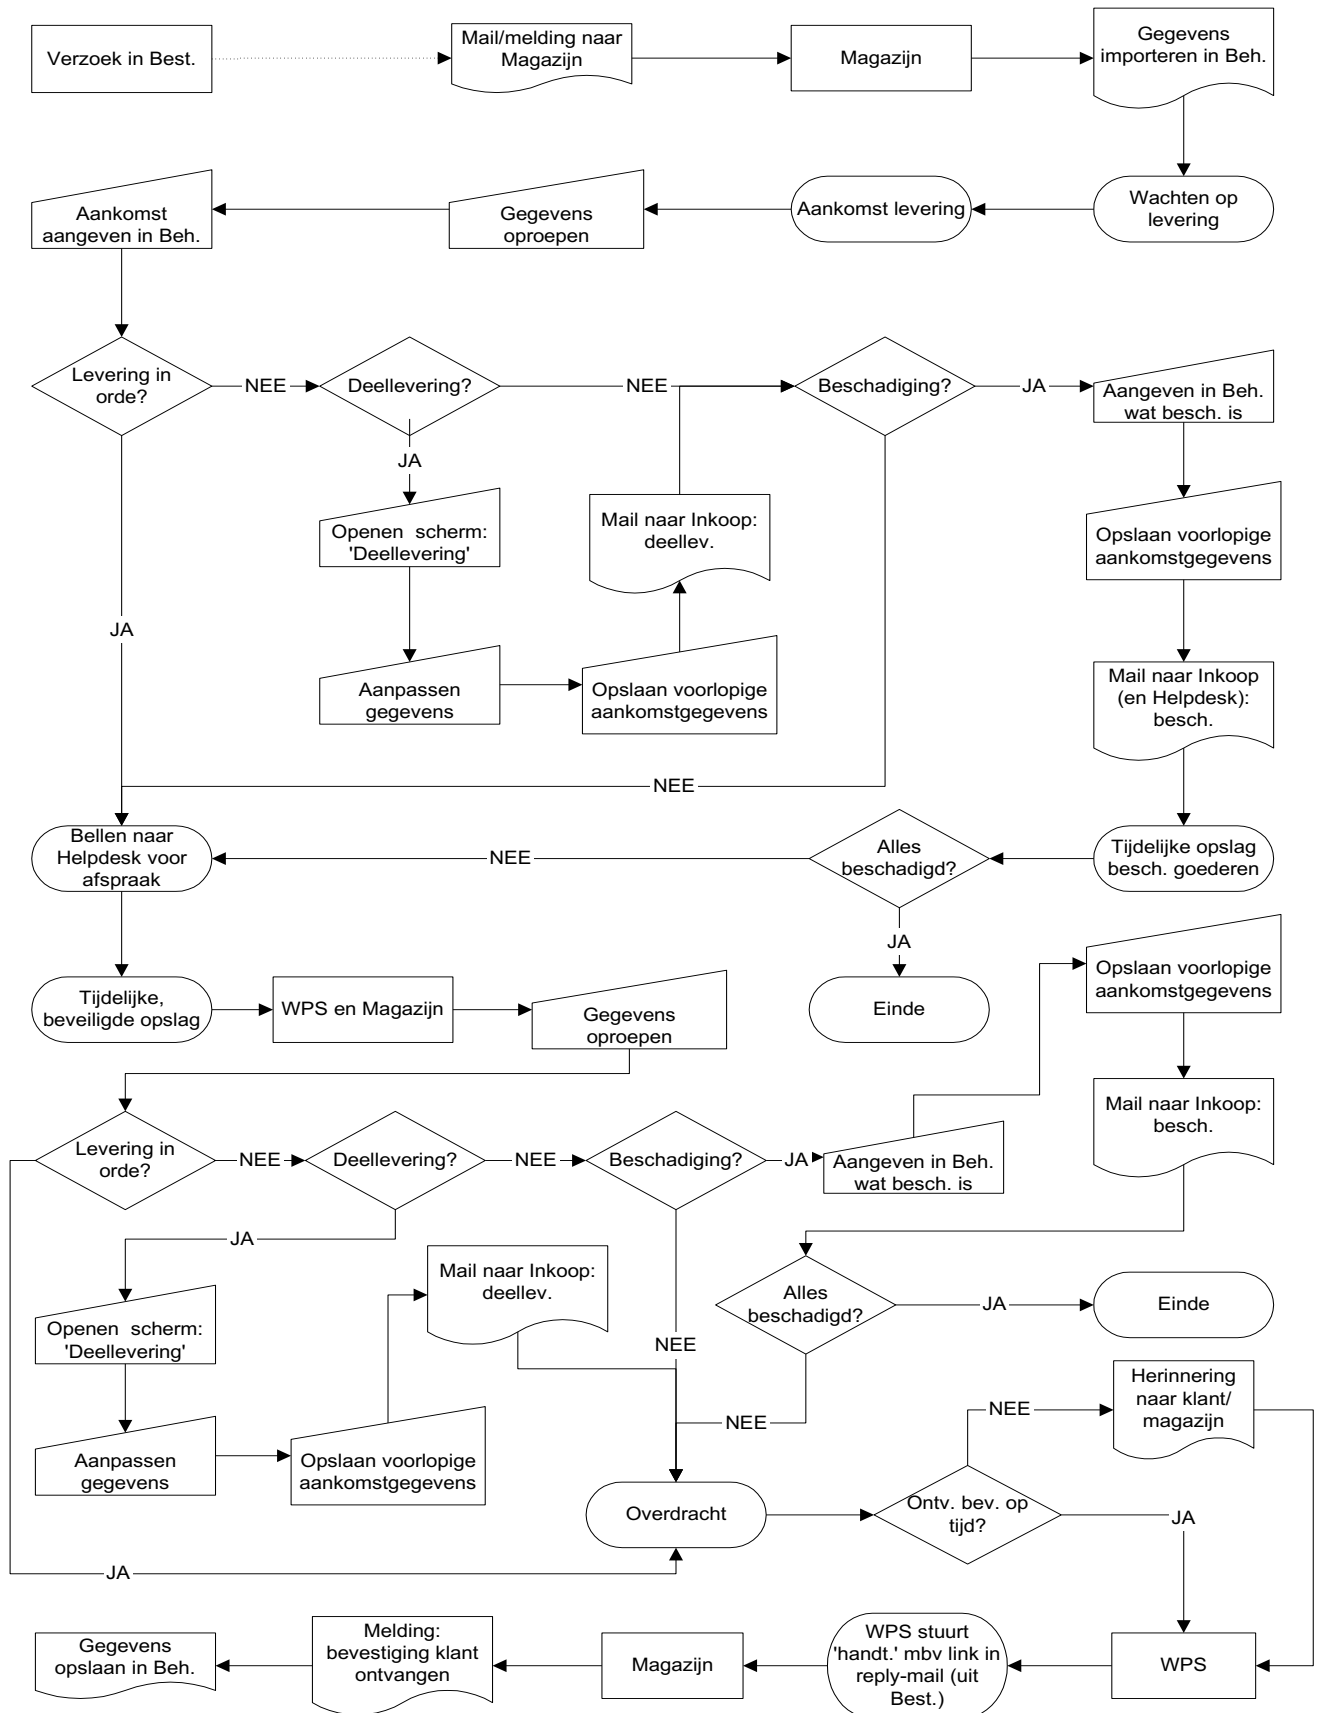 Verzoek in Best.
Mail/melding naar
Magazijn
Magazijn
Gegevens
importeren in Beh.
Aankomst
aangeven in Beh.
Gegevens
oproepen
Aankomst levering
Wachten op
levering
Levering in
orde?
NEE
Deellevering?
NEE
Beschadiging?
JA
Aangeven in Beh.
wat besch. is
JA
Openen scherm:
'Deellevering'
Mail naar Inkoop:
deellev.
Opslaan voorlopige
aankomstgegevens
JA
Aanpassen
gegevens
Opslaan voorlopige
aankomstgegevens
Mail naar Inkoop
(en Helpdesk):
besch.
NEE
Bellen naar
Helpdesk voor
afspraak
NEE
Alles
beschadigd?
Tijdelijke opslag
besch. goederen
JA
Tijdelijke,
beveiligde opslag
WPS en Magazijn
Gegevens
oproepen
Einde
Opslaan voorlopige
aankomstgegevens
Mail naar Inkoop:
besch.
Levering in
orde?
NEE
Deellevering?
NEE
Beschadiging?
JA
Aangeven in Beh.
wat besch. is
JA
Mail naar Inkoop:
deellev.
Alles
beschadigd?
JA
Einde
Openen scherm:
'Deellevering'
NEE
Herinnering
naar klant/
magazijn
NEE
NEE
Aanpassen
gegevens
Opslaan voorlopige
aankomstgegevens
Overdracht
Ontv. bev. op
tijd?
JA
JA
Gegevens
opslaan in Beh.
Melding:
bevestiging klant
ontvangen
Magazijn
WPS stuurt
'handt.' mbv link in
reply-mail (uit
Best.)
WPS